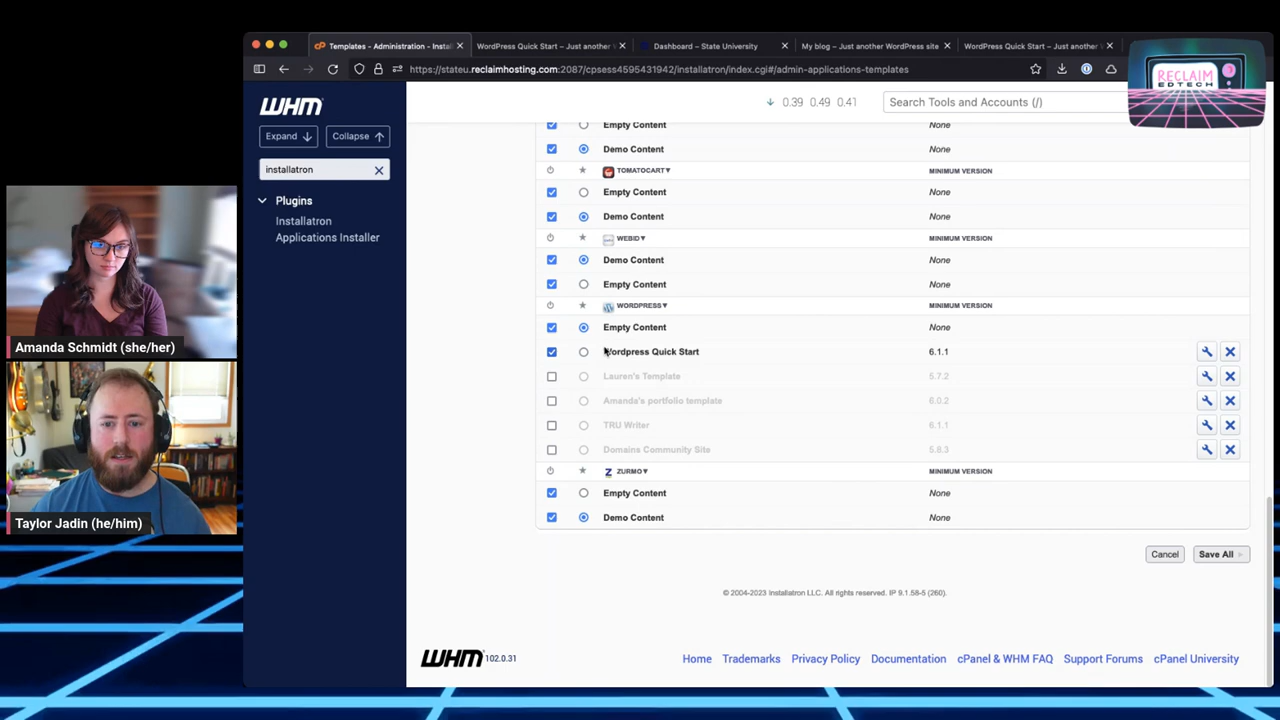 Templates - Administration - Instal
WordPress Quick Start – Just another
Dashboard – State University
My blog – Just another WordPress site
WordPress Quick Start – Just another
https://stateu.reclaimhosting.com:2087/cpsess4595431942/installatron/index.cgi#/admin-applications-templates
RECLAIM
EDTECH
WHM
0.39 0.49 0.41
Search Tools and Accounts (/)
Expand
Collapse
installatron
Plugins
Installatron
Applications Installer
Empty Content None
Demo Content None
TOMATOCART MINIMUM VERSION
Empty Content None
Demo Content None
WEBID MINIMUM VERSION
Demo Content None
Empty Content None
WORDPRESS MINIMUM VERSION
Empty Content None
Wordpress Quick Start 6.1.1
Lauren's Template 5.7.2
Amanda's portfolio template 6.0.2
TRU Writer 6.1.1
Domains Community Site 5.8.3
ZURMO MINIMUM VERSION
Empty Content None
Demo Content None
Cancel
Save All
© 2004-2023 Installatron LLC. All rights reserved. IP 9.1.58-5 (260).
WHM 102.0.31
Home Trademarks Privacy Policy Documentation cPanel & WHM FAQ Support Forums cPanel University
Amanda Schmidt (she/her)
Taylor Jadin (he/him)